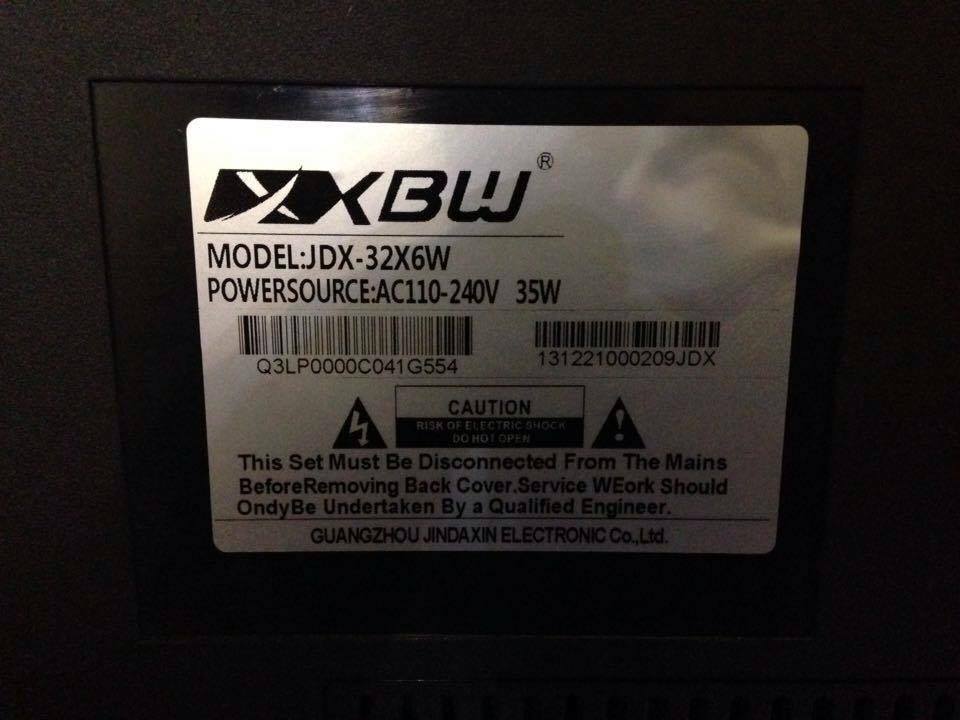 XBW®
MODEL:JDX-32X6W
POWERSOURCE:AC110-240V 35W
Q3LP0000C041G554
131221000209JDX
CAUTION
RISK OF ELECTRIC SHOCK
DO HOT OPEN
This Set Must Be Disconnected From The Mains
BeforeRemoving Back Cover.Service WEork Should
OndyBe Undertaken By a Qualified Engineer.
GUANGZHOU JINDAXIN ELECTRONIC Co.,Ltd.